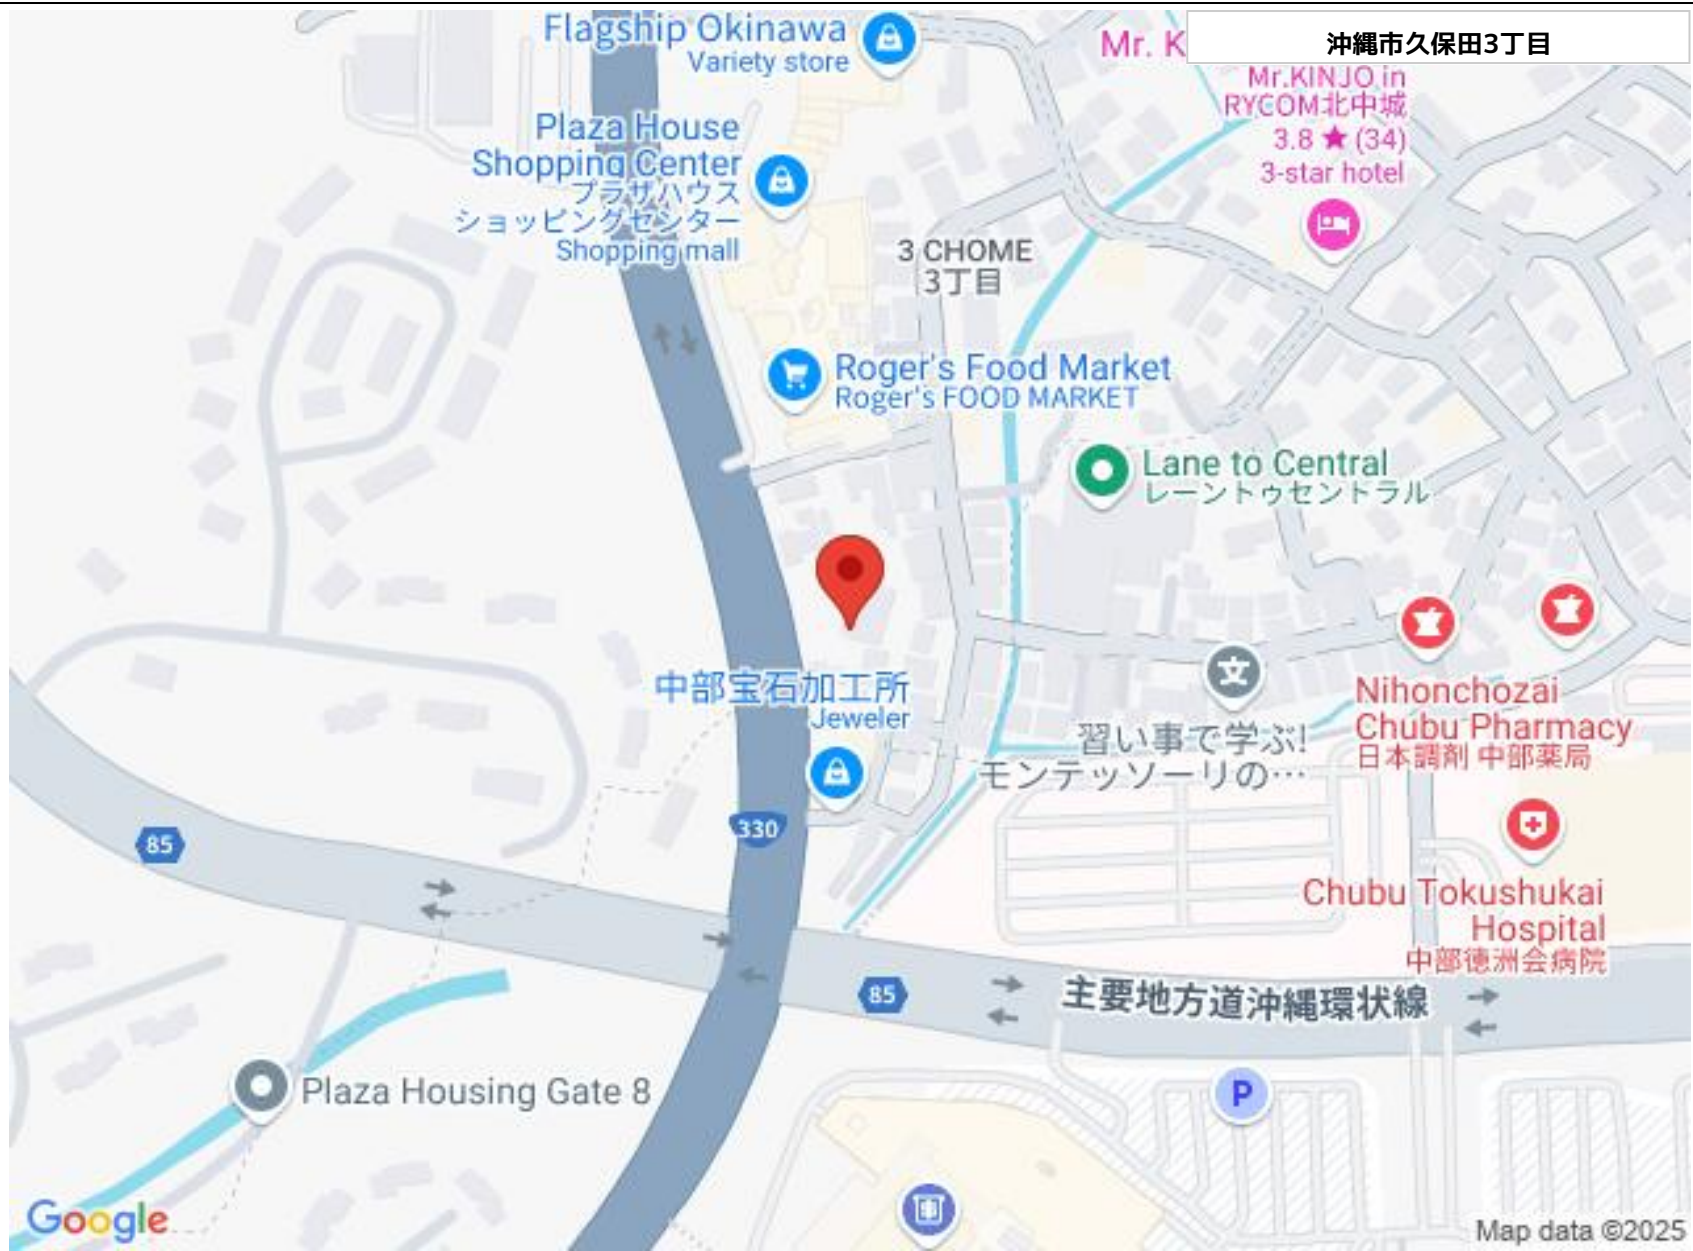 沖縄市久保田3丁目
Flagship Okinawa
Variety store
Mr. K
Mr.KINJO in
RYCOM北中城
3.8 ★ (34)
3-star hotel
Plaza House
Shopping Center
プラザハウス
ショッピングセンター
Shopping mall
3 CHOME
3丁目
Roger's Food Market
Roger's FOOD MARKET
Lane to Central
レーントゥセントラル
中部宝石加工所
Jeweler
文
習い事で学ぶ!
モンテッソーリの…
Nihonchozai
Chubu Pharmacy
日本調剤 中部薬局
330
85
Chubu Tokushukai
Hospital
中部徳洲会病院
85
主要地方道沖縄環状線
Plaza Housing Gate 8
P
Google
Map data ©2025